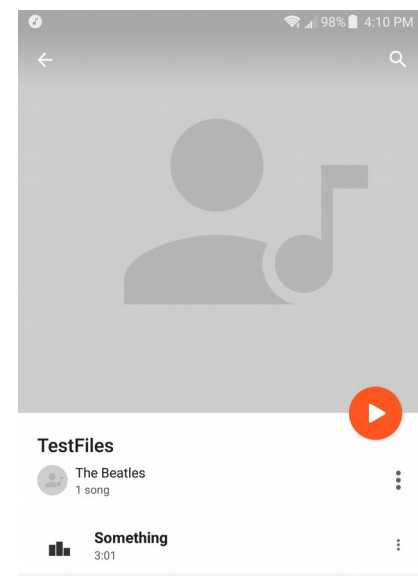 98% 4:10 PM
TestFiles
The Beatles
1 song
Something
3:01